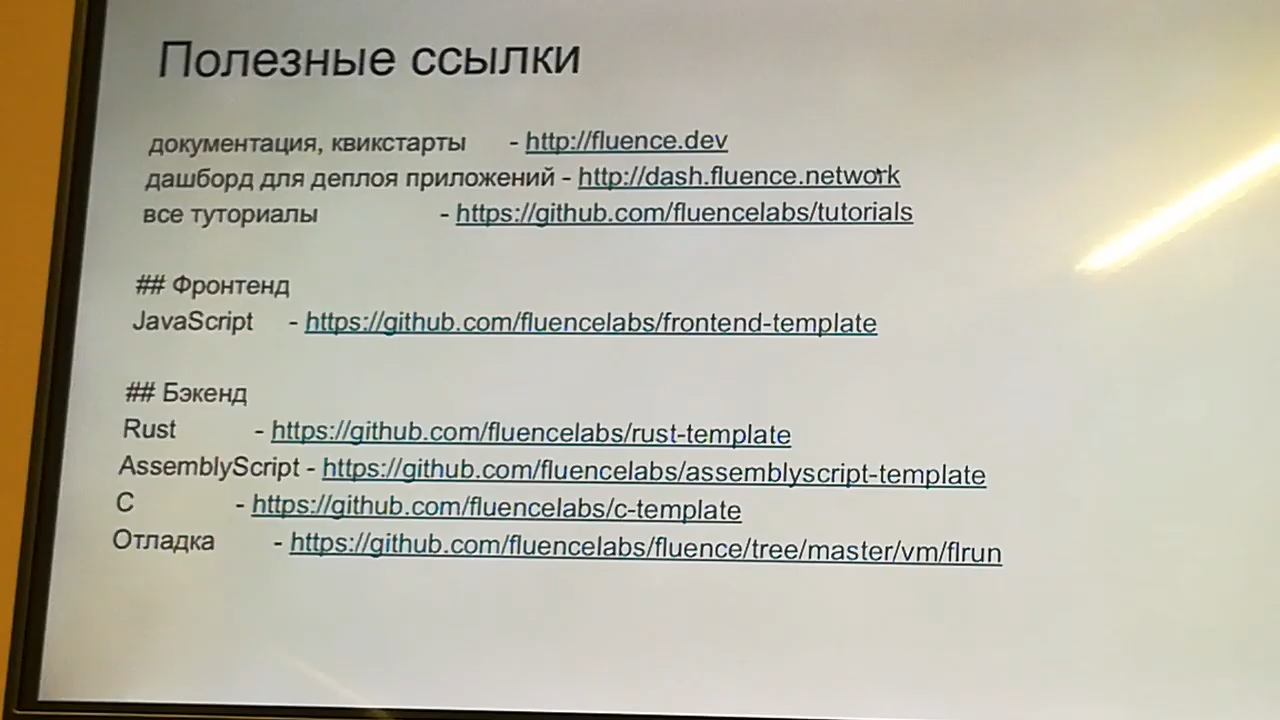 Полезные ссылки
документация, квикстарты - http://fluence.dev
дашборд для деплоя приложений - http://dash.fluence.network
все туториалы - https://github.com/fluencelabs/tutorials
## Фронтенд
JavaScript - https://github.com/fluencelabs/frontend-template
## Бэкенд
Rust - https://github.com/fluencelabs/rust-template
AssemblyScript - https://github.com/fluencelabs/assemblyscript-template
C - https://github.com/fluencelabs/c-template
Отладка - https://github.com/fluencelabs/fluence/tree/master/vm/flrun